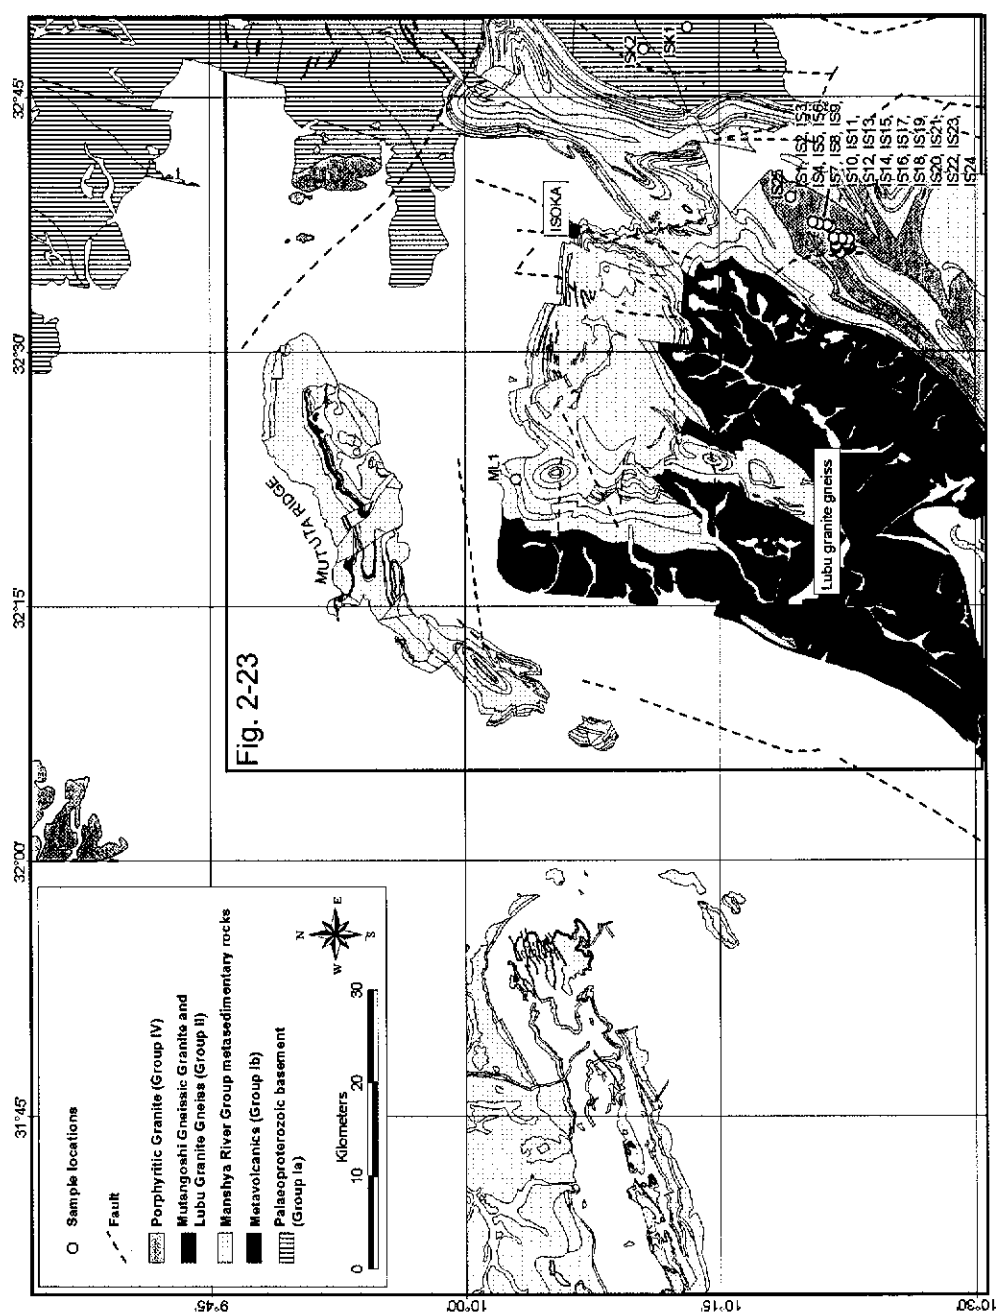 Sample locations
Fault
Porphyritic Granite (Group IV)
Mutangoshi Gneissic Granite and
Lubu Granite Gneiss (Group II)
Manshya River Group metasedimentary rocks
Metavolcanics (Group Ib)
Palaeoproterozoic basement
(Group Ia)
Kilometers
0 10 20 30
N
E
S
W
31°45'
32°00'
32°15'
32°30'
32°45'
9°45'
10°00'
10°15'
10°30'
Fig. 2-23
MUTUTA RIDGE
ML1
ISOKA
ISK2
ISK1
Lubu granite gneiss
IS25
IS1, IS2, IS3,
IS4, IS5, IS6,
IS7, IS8, IS9,
IS10, IS11,
IS12, IS13,
IS14, IS15,
IS16, IS17,
IS18, IS19,
IS20, IS21,
IS22, IS23,
IS24